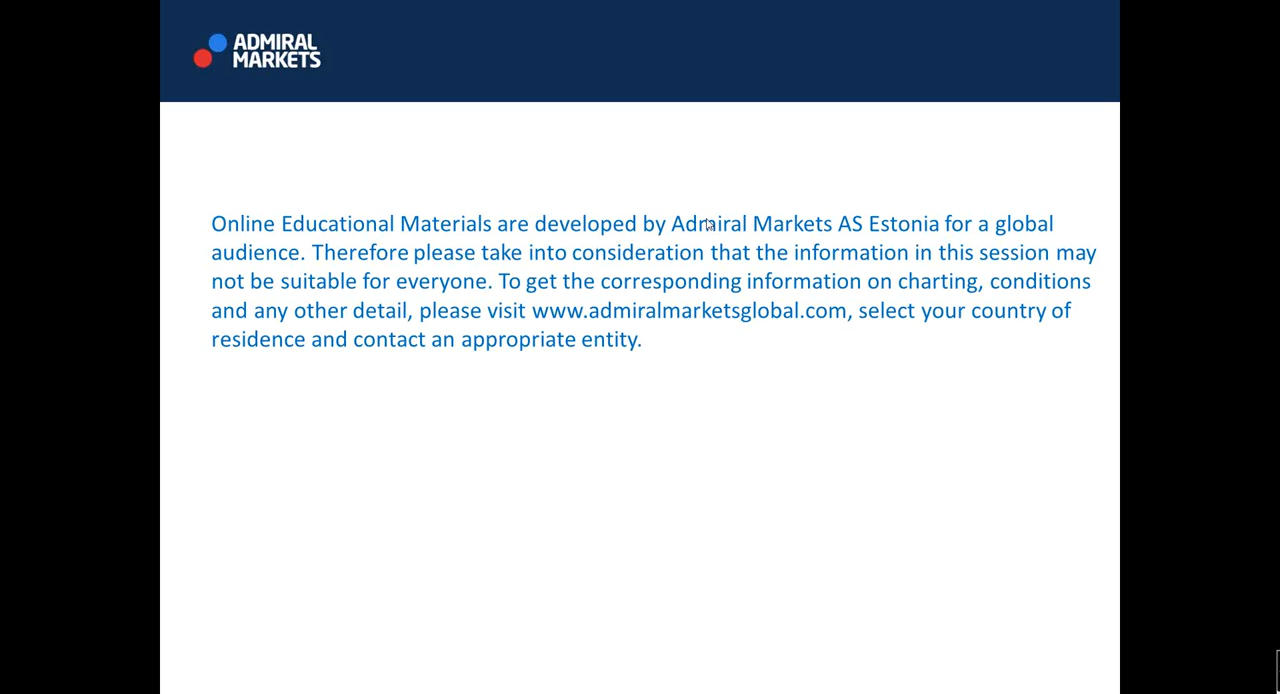 ADMIRAL
MARKETS
Online Educational Materials are developed by Admiral Markets AS Estonia for a global
audience. Therefore please take into consideration that the information in this session may
not be suitable for everyone. To get the corresponding information on charting, conditions
and any other detail, please visit www.admiralmarketsglobal.com, select your country of
residence and contact an appropriate entity.